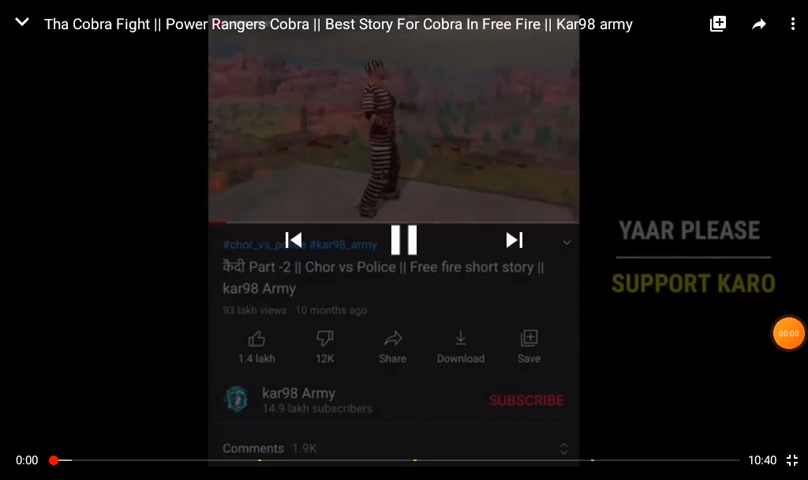 Tha Cobra Fight || Power Rangers Cobra || Best Story For Cobra In Free Fire || Kar98 army
#chor_vs_police #kar98_army
कैदी Part -2 || Chor vs Police || Free fire short story ||
kar98 Army
93 lakh views · 10 months ago
1.4 lakh 12K Share Download Save
kar98 Army
14.9 lakh subscribers
SUBSCRIBE
Comments 1.9K
YAAR PLEASE
SUPPORT KARO
00:00
0:00 10:40